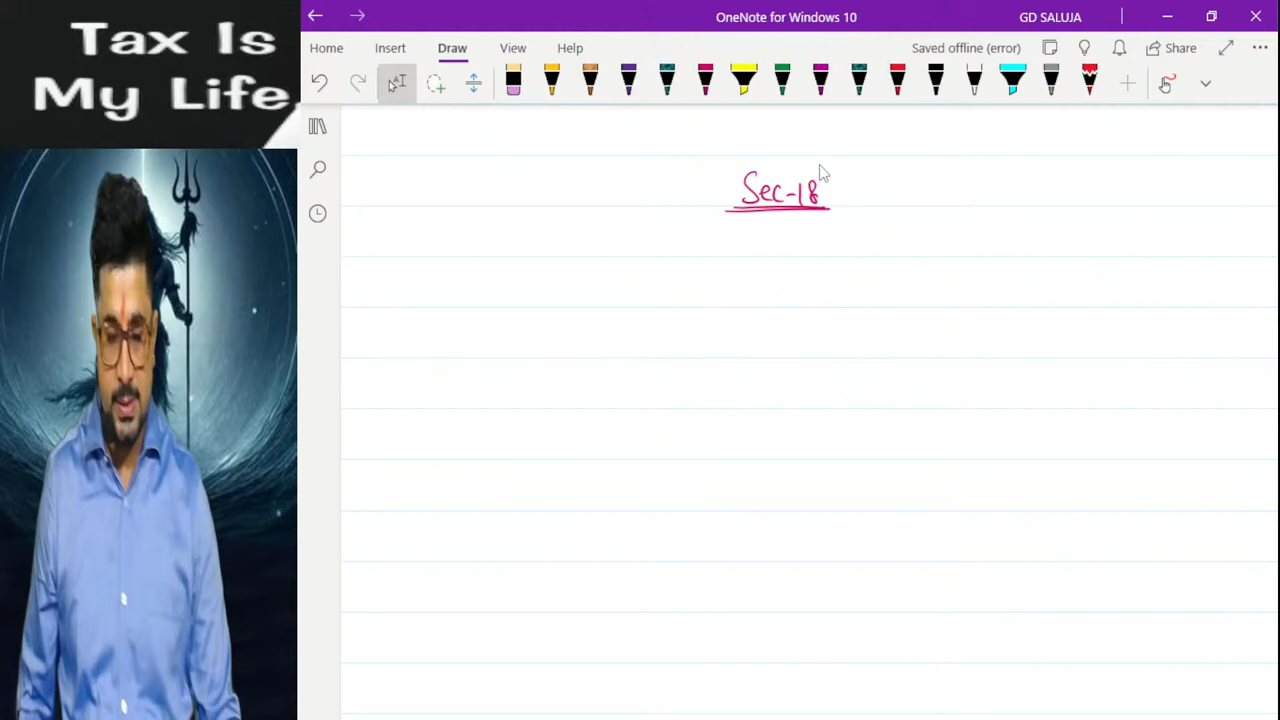 Tax Is
My Life
OneNote for Windows 10
GD SALUJA
Home Insert Draw View Help
Saved offline (error)
Share
Sec-18